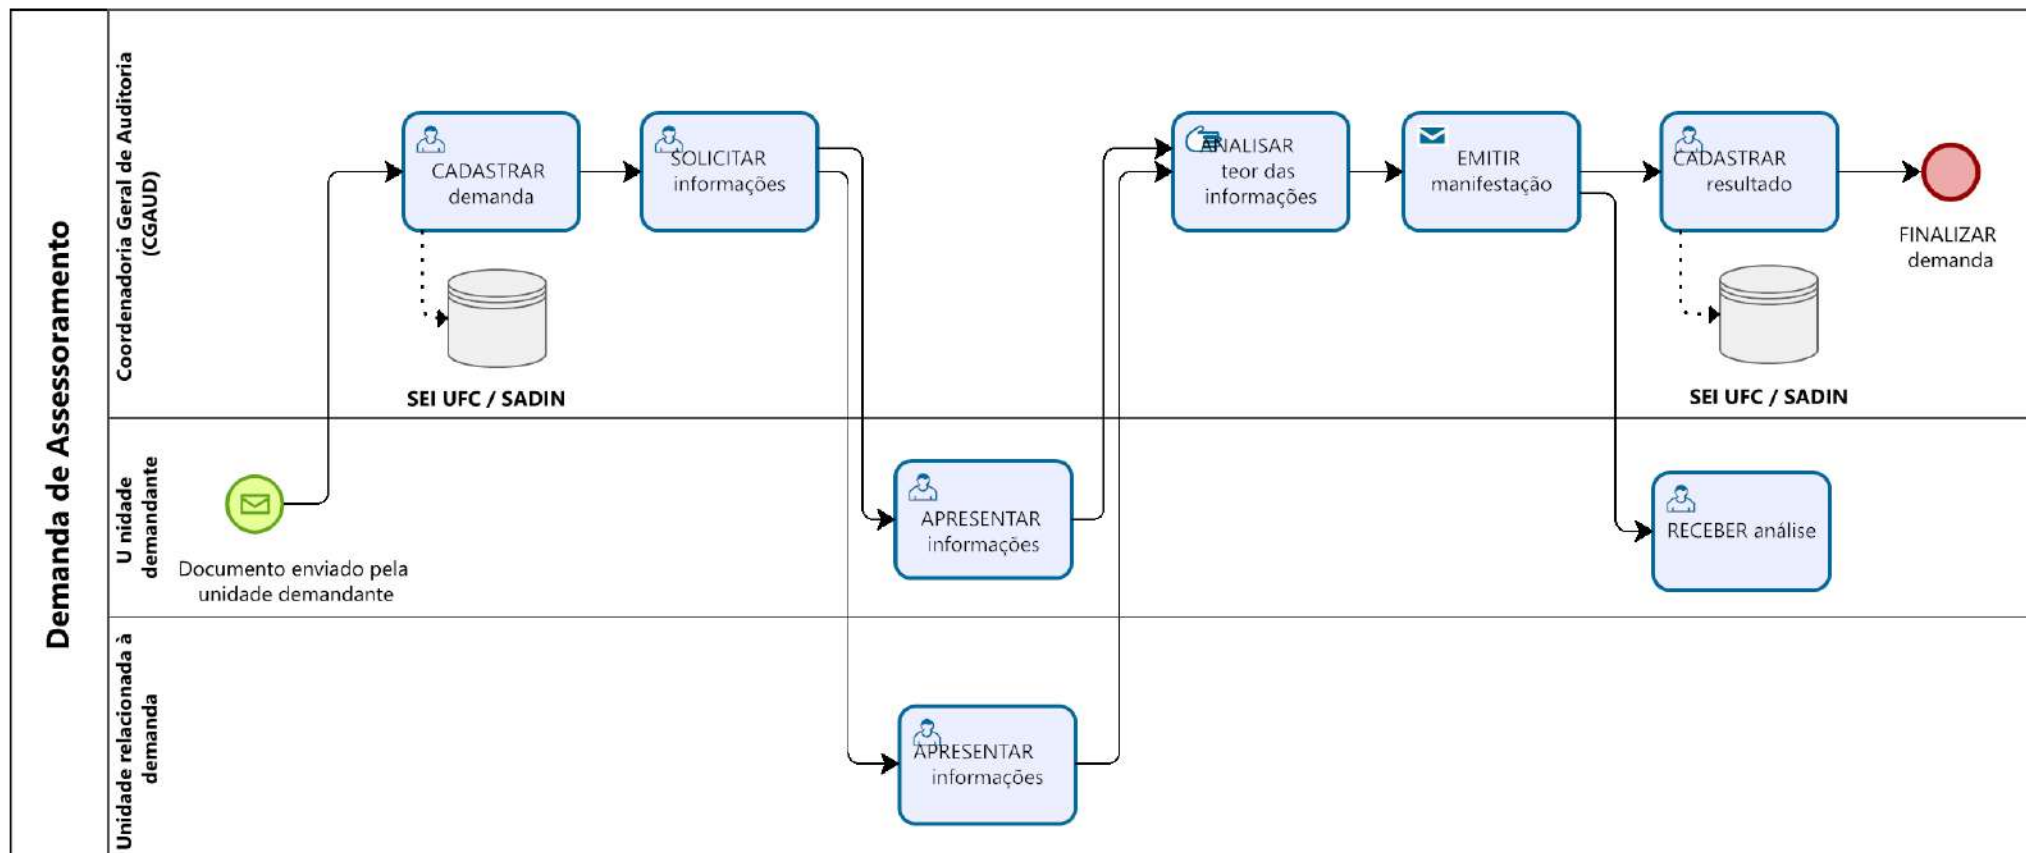 Demanda de Assessoramento
Coordenadoria Geral de Auditoria
(CGAUD)
CADASTRAR
demanda
SOLICITAR
informações
ANALISAR
teor das
informações
EMITIR
manifestação
CADASTRAR
resultado
FINALIZAR
demanda
SEI UFC / SADIN
SEI UFC / SADIN
U nidade
demandante
Documento enviado pela
unidade demandante
APRESENTAR
informações
RECEBER análise
Unidade relacionada à
demanda
APRESENTAR
informações